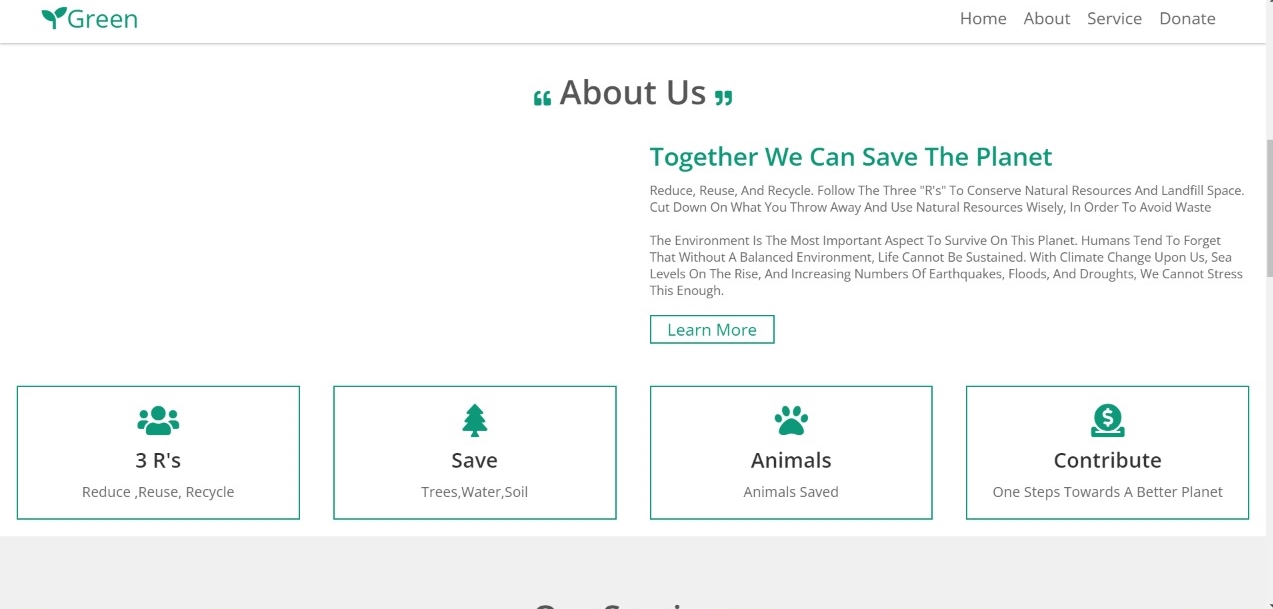 Green
Home About Service Donate
“ About Us ”
Together We Can Save The Planet
Reduce, Reuse, And Recycle. Follow The Three "R's" To Conserve Natural Resources And Landfill Space.
Cut Down On What You Throw Away And Use Natural Resources Wisely, In Order To Avoid Waste
The Environment Is The Most Important Aspect To Survive On This Planet. Humans Tend To Forget
That Without A Balanced Environment, Life Cannot Be Sustained. With Climate Change Upon Us, Sea
Levels On The Rise, And Increasing Numbers Of Earthquakes, Floods, And Droughts, We Cannot Stress
This Enough.
Learn More
3 R's
Reduce ,Reuse, Recycle
Save
Trees,Water,Soil
Animals
Animals Saved
Contribute
One Steps Towards A Better Planet